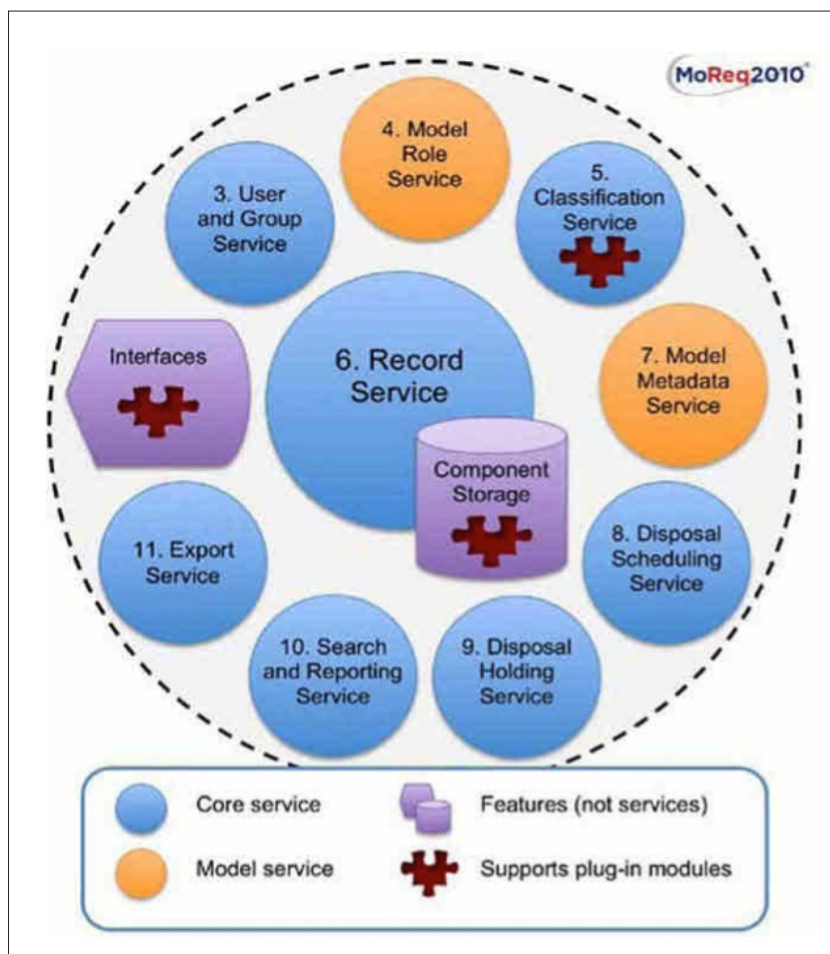 MoReq2010®
4. Model
Role
Service
3. User
and Group
Service
5.
Classification
Service
Interfaces
6. Record
Service
7. Model
Metadata
Service
Component
Storage
11. Export
Service
8. Disposal
Scheduling
Service
10. Search
and Reporting
Service
9. Disposal
Holding
Service
Core service
Features (not services)
Model service
Supports plug-in modules